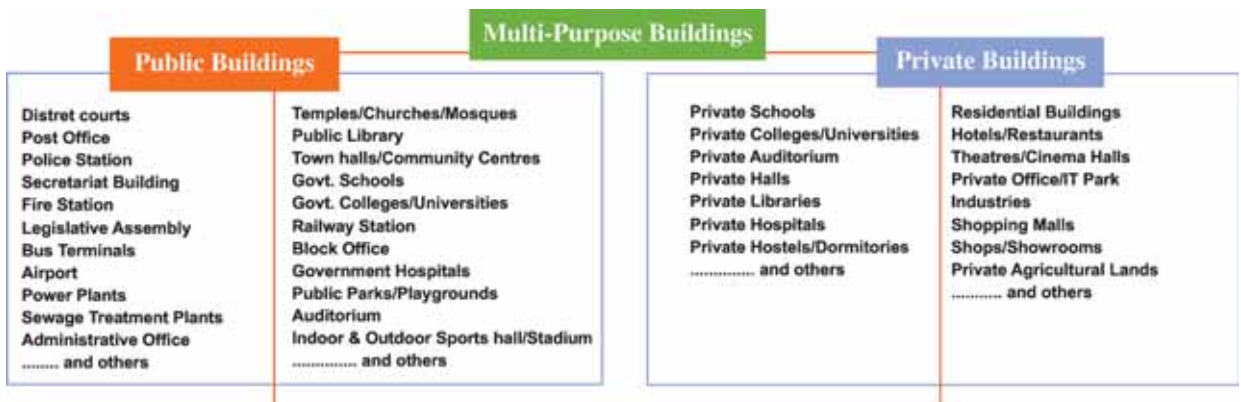 Multi-Purpose Buildings
Public Buildings
Distret courts
Post Office
Police Station
Secretariat Building
Fire Station
Legislative Assembly
Bus Terminals
Airport
Power Plants
Sewage Treatment Plants
Administrative Office
......... and others
Temples/Churches/Mosques
Public Library
Town halls/Community Centres
Govt. Schools
Govt. Colleges/Universities
Railway Station
Block Office
Government Hospitals
Public Parks/Playgrounds
Auditorium
Indoor & Outdoor Sports hall/Stadium
............... and others
Private Buildings
Private Schools
Private Colleges/Universities
Private Auditorium
Private Halls
Private Libraries
Private Hospitals
Private Hostels/Dormitories
............... and others
Residential Buildings
Hotels/Restaurants
Theatres/Cinema Halls
Private Office/IT Park
Industries
Shopping Malls
Shops/Showrooms
Private Agricultural Lands
............ and others